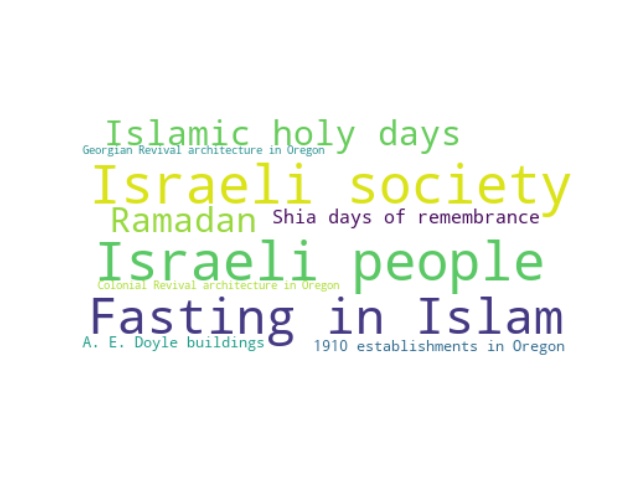 Islamic holy days
Georgian Revival architecture in Oregon
Israeli society
Ramadan
Shia days of remembrance
Israeli people
Colonial Revival architecture in Oregon
Fasting in Islam
A. E. Doyle buildings
1910 establishments in Oregon